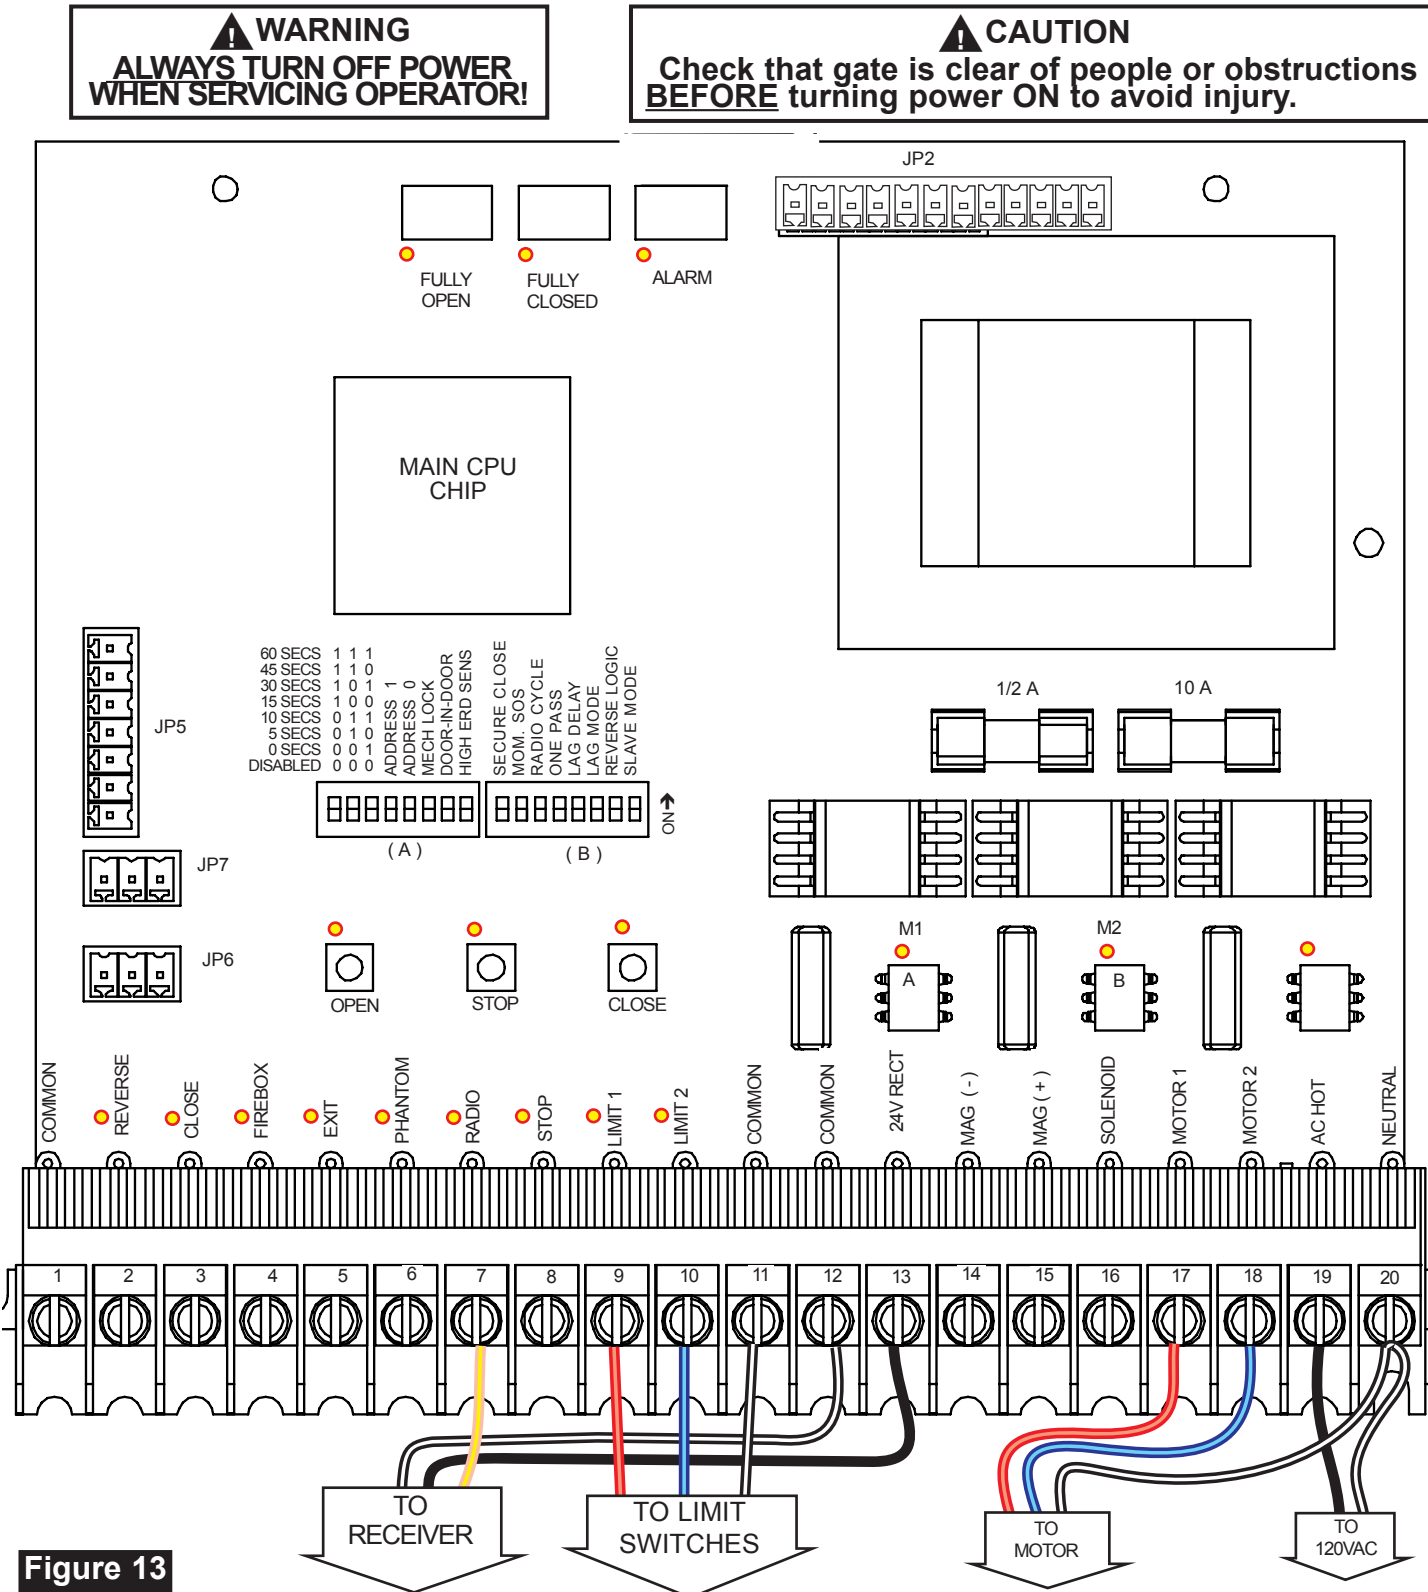 WARNING
ALWAYS TURN OFF POWER
WHEN SERVICING OPERATOR!
CAUTION
Check that gate is clear of people or obstructions
BEFORE turning power ON to avoid injury.
JP2
FULLY
OPEN
FULLY
CLOSED
ALARM
MAIN CPU
CHIP
JP5
60 SECS 1 1 1
45 SECS 1 1 0
30 SECS 1 0 1
15 SECS 1 0 0
10 SECS 0 1 1
5 SECS 0 1 0
0 SECS 0 0 1
DISABLED 0 0 0
ADDRESS 1
ADDRESS 0
MECH LOCK
DOOR-IN-DOOR
HIGH ERD SENS
SECURE CLOSE
MOM. SOS
RADIO CYCLE
ONE PASS
LAG DELAY
LAG MODE
REVERSE LOGIC
SLAVE MODE
ON
( A )
( B )
1/2 A
10 A
JP7
JP6
OPEN
STOP
CLOSE
M1
A
M2
B
COMMON
REVERSE
CLOSE
FIREBOX
EXIT
PHANTOM
RADIO
STOP
LIMIT 1
LIMIT 2
COMMON
COMMON
24V RECT
MAG ( - )
MAG ( + )
SOLENOID
MOTOR 1
MOTOR 2
AC HOT
NEUTRAL
1 2 3 4 5 6 7 8 9 10 11 12 13 14 15 16 17 18 19 20
TO
RECEIVER
TO LIMIT
SWITCHES
TO
MOTOR
TO
120VAC
Figure 13